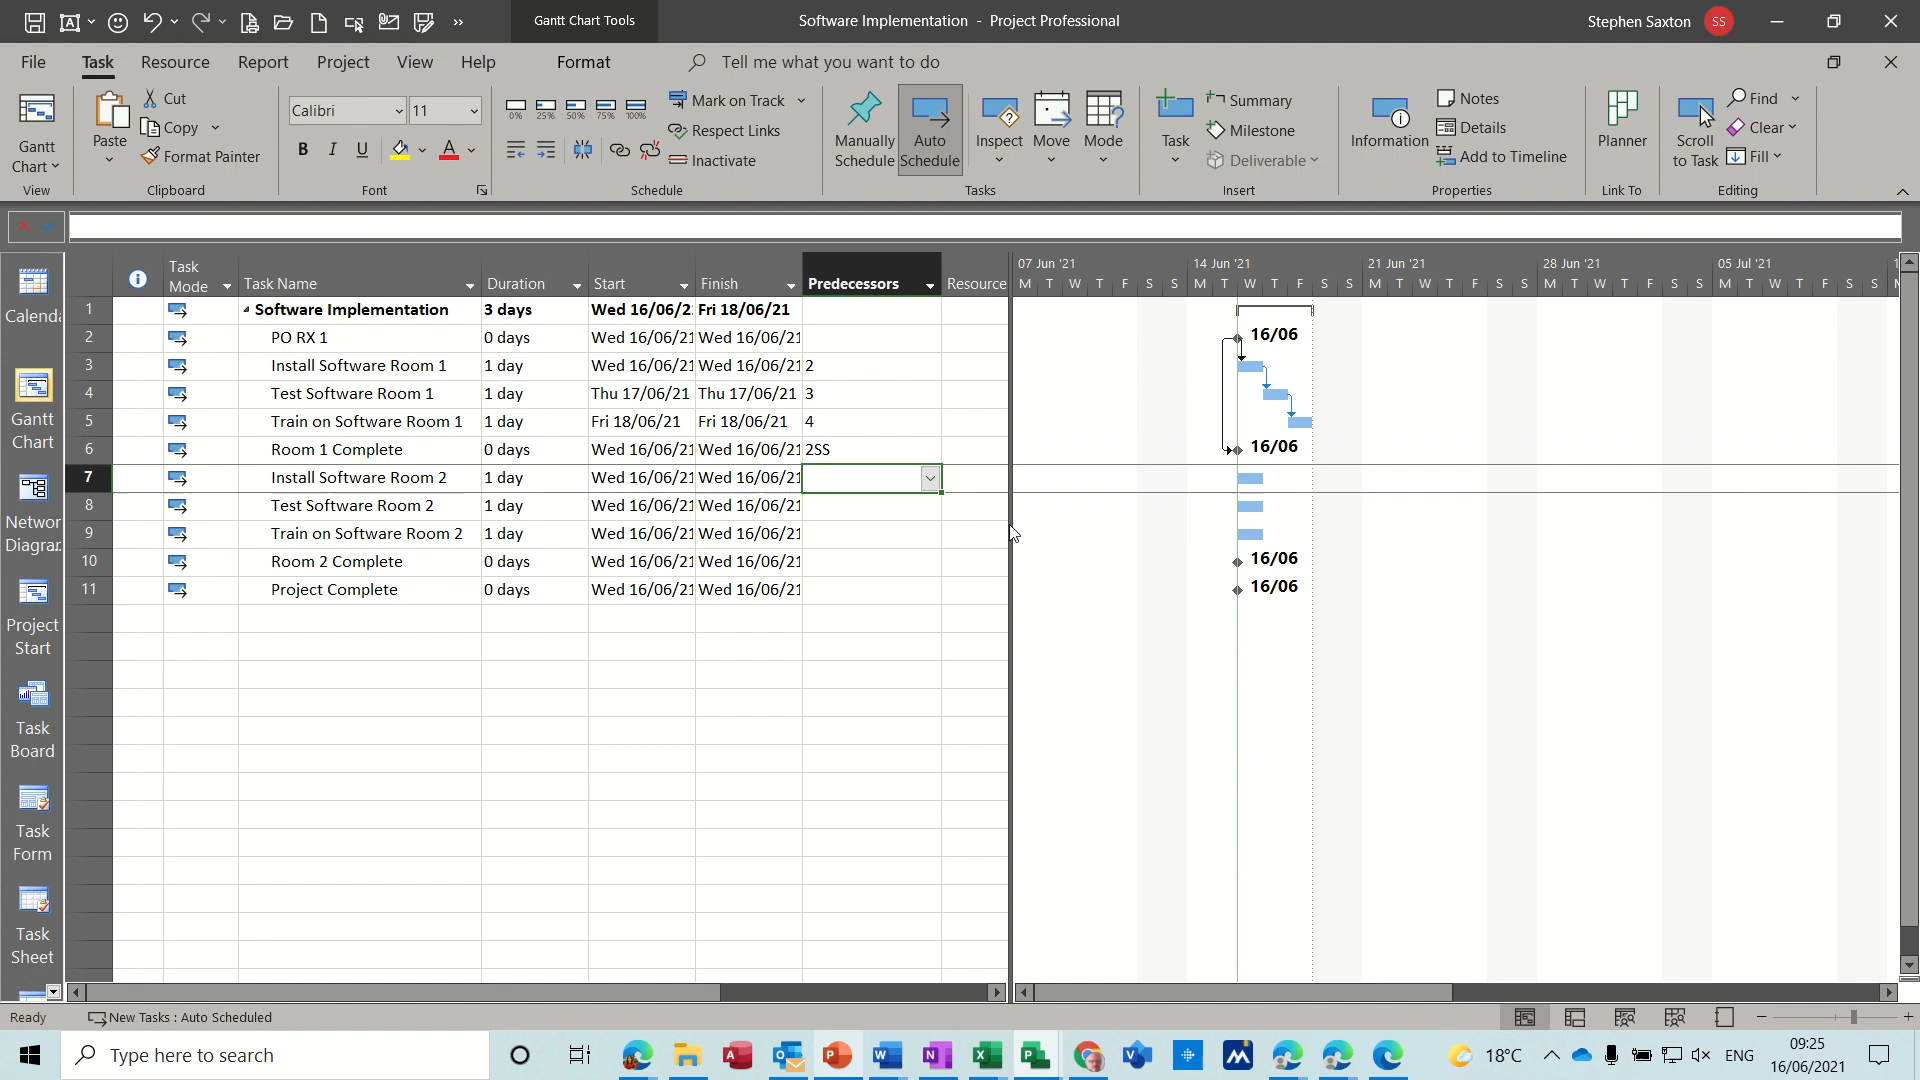 Gantt Chart Tools
Software Implementation - Project Professional
Stephen Saxton SS
File Task Resource Report Project View Help Format Tell me what you want to do
Gantt Chart
View
Paste
Cut
Copy
Format Painter
Clipboard
Calibri 11
B I U A
Font
0% 25% 50% 75% 100%
Mark on Track
Respect Links
Inactivate
Schedule
Manually Schedule
Auto Schedule
Inspect
Move
Mode
Tasks
Task
Summary
Milestone
Deliverable
Insert
Information
Notes
Details
Add to Timeline
Properties
Planner
Link To
Scroll to Task
Find
Clear
Fill
Editing
Calenda
Gantt Chart
Networ Diagrar
Project Start
Task Board
Task Form
Task Sheet
Task Mode Task Name Duration Start Finish Predecessors Resource
1 Software Implementation 3 days Wed 16/06/2 Fri 18/06/21
2 PO RX 1 0 days Wed 16/06/21 Wed 16/06/21
3 Install Software Room 1 1 day Wed 16/06/21 Wed 16/06/21 2
4 Test Software Room 1 1 day Thu 17/06/21 Thu 17/06/21 3
5 Train on Software Room 1 1 day Fri 18/06/21 Fri 18/06/21 4
6 Room 1 Complete 0 days Wed 16/06/21 Wed 16/06/21 2SS
7 Install Software Room 2 1 day Wed 16/06/21 Wed 16/06/21
8 Test Software Room 2 1 day Wed 16/06/21 Wed 16/06/21
9 Train on Software Room 2 1 day Wed 16/06/21 Wed 16/06/21
10 Room 2 Complete 0 days Wed 16/06/21 Wed 16/06/21
11 Project Complete 0 days Wed 16/06/21 Wed 16/06/21
07 Jun '21 14 Jun '21 21 Jun '21 28 Jun '21 05 Jul '21 1
M T W T F S S M T W T F S S M T W T F S S M T W T F S S M T W T F S S M
16/06
16/06
16/06
16/06
Ready New Tasks : Auto Scheduled
Type here to search
18°C ENG
09:25
16/06/2021